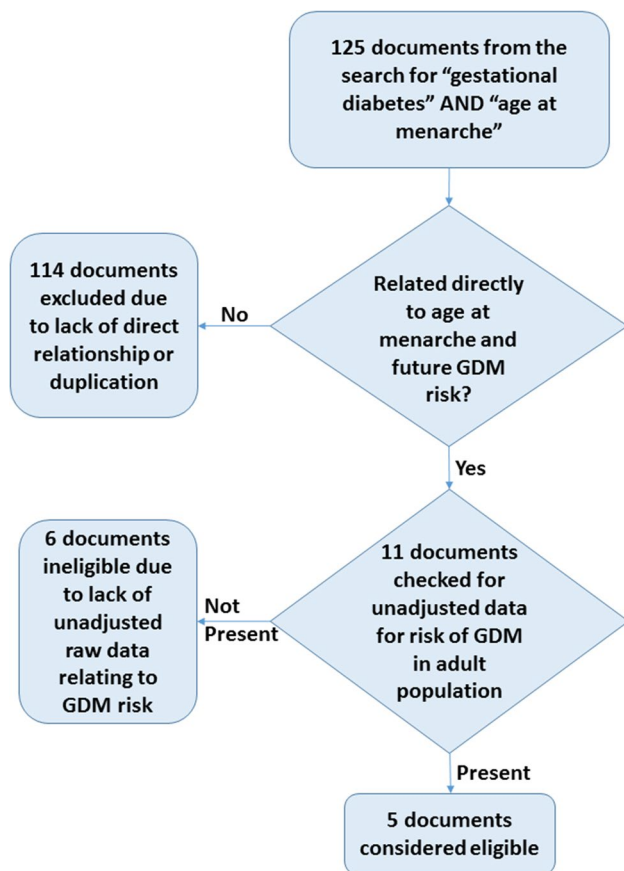 125 documents from the
search for “gestational
diabetes” AND “age at
menarche”
Related directly
to age at
menarche and
future GDM
risk?
No
114 documents
excluded due
to lack of direct
relationship or
duplication
Yes
11 documents
checked for
unadjusted data
for risk of GDM
in adult
population
Not
Present
6 documents
ineligible due
to lack of
unadjusted
raw data
relating to
GDM risk
Present
5 documents
considered eligible